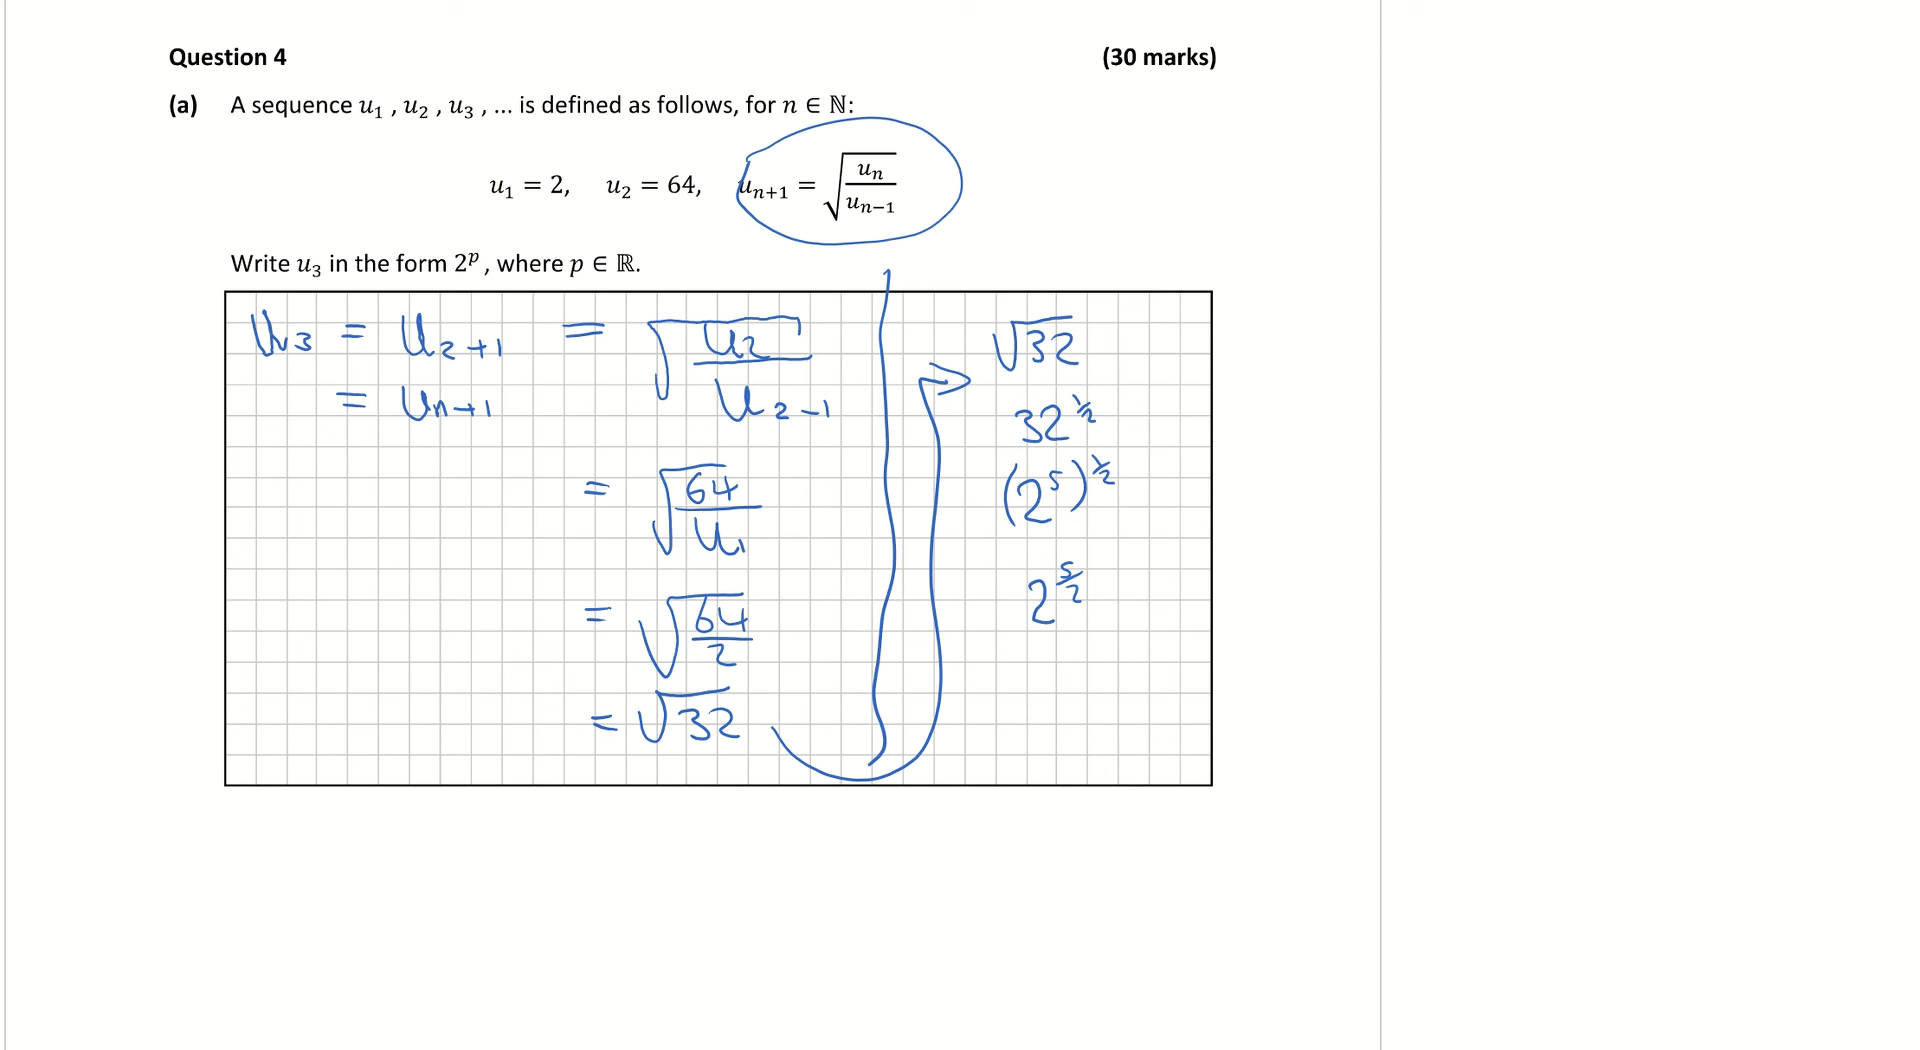 Question 4 (30 marks)
(a) A sequence u₁ , u₂ , u₃ , ... is defined as follows, for n ∈ ℕ:
u₁ = 2, u₂ = 64, uₙ₊₁ = √(uₙ/uₙ₋₁)
Write u₃ in the form 2ᵖ , where p ∈ ℝ.
U₃ = U₂₊₁ = √(U₂/U₂₋₁)
= Uₙ₊₁
= √(64/U₁)
= √(64/2)
= √32
√32
32^½
(2⁵)^½
2^(5/2)